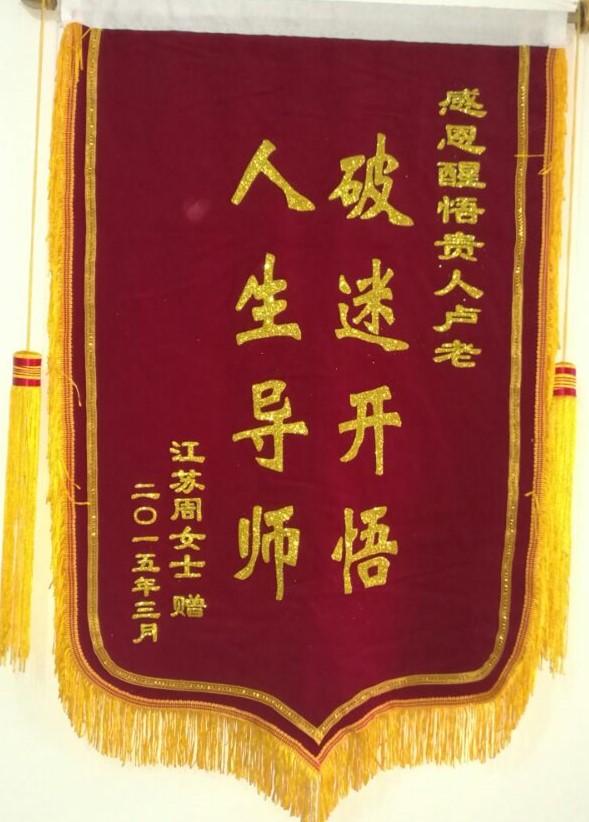 感恩醒悟贵人卢老
破迷开悟
人生导师
江苏周女士 赠
二〇一五年三月